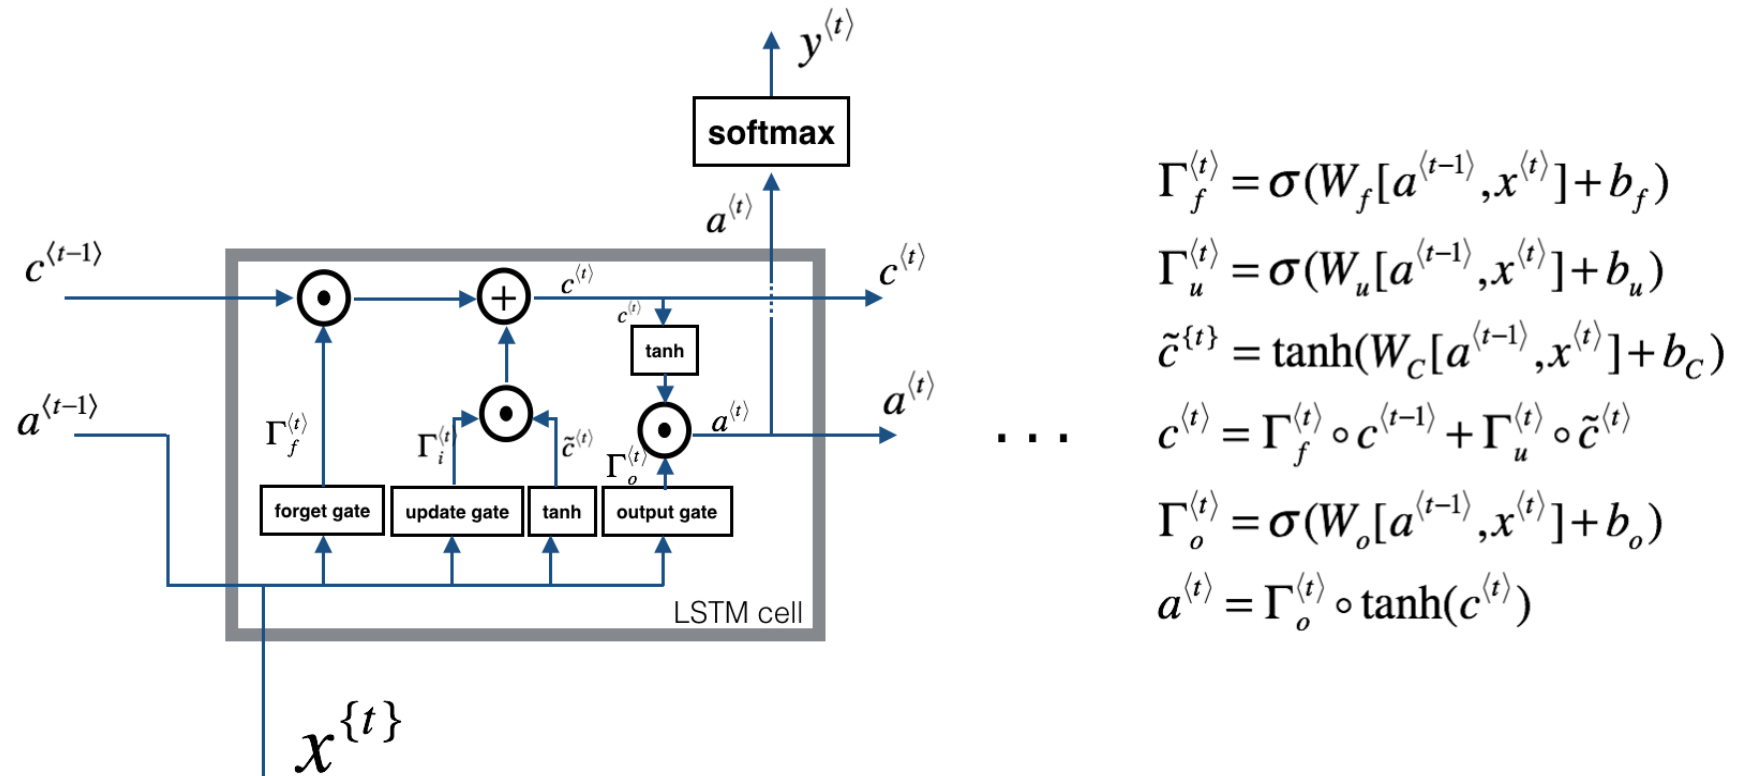 y⟨t⟩
softmax
a⟨t⟩
c⟨t−1⟩
c⟨t⟩
c⟨t⟩
c⟨t⟩
tanh
a⟨t−1⟩
Γf⟨t⟩
Γi⟨t⟩
c̃⟨t⟩
Γo⟨t⟩
a⟨t⟩
a⟨t⟩
forget gate
update gate
tanh
output gate
LSTM cell
x{t}
. . .
Γf⟨t⟩ = σ(Wf[a⟨t−1⟩,x⟨t⟩]+bf)
Γu⟨t⟩ = σ(Wu[a⟨t−1⟩,x⟨t⟩]+bu)
c̃{t} = tanh(WC[a⟨t−1⟩,x⟨t⟩]+bC)
c⟨t⟩ = Γf⟨t⟩∘c⟨t−1⟩+Γu⟨t⟩∘c̃⟨t⟩
Γo⟨t⟩ = σ(Wo[a⟨t−1⟩,x⟨t⟩]+bo)
a⟨t⟩ = Γo⟨t⟩∘tanh(c⟨t⟩)